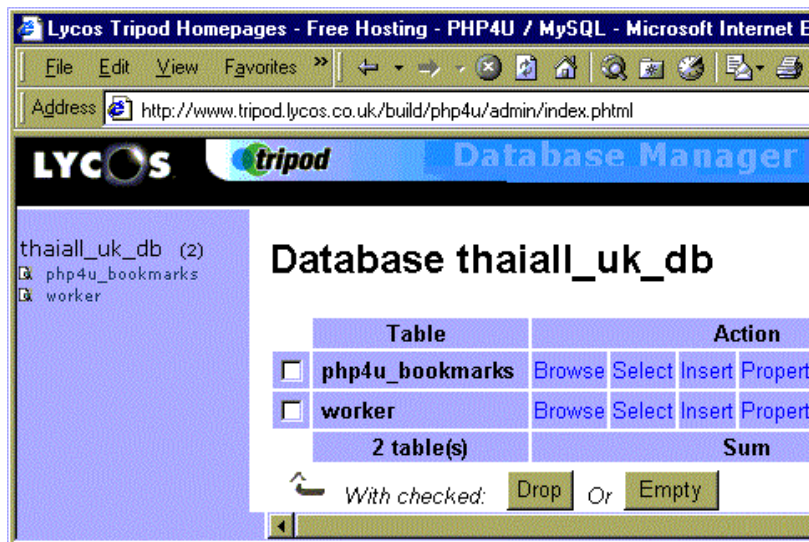 Lycos Tripod Homepages - Free Hosting - PHP4U / MySQL - Microsoft Internet E
File Edit View Favorites »
Address http://www.tripod.lycos.co.uk/build/php4u/admin/index.phtml
LYCOS tripod Database Manager
thaiall_uk_db (2)
php4u_bookmarks
worker
Database thaiall_uk_db
Table Action
php4u_bookmarks Browse Select Insert Propert
worker Browse Select Insert Propert
2 table(s) Sum
With checked: Drop Or Empty